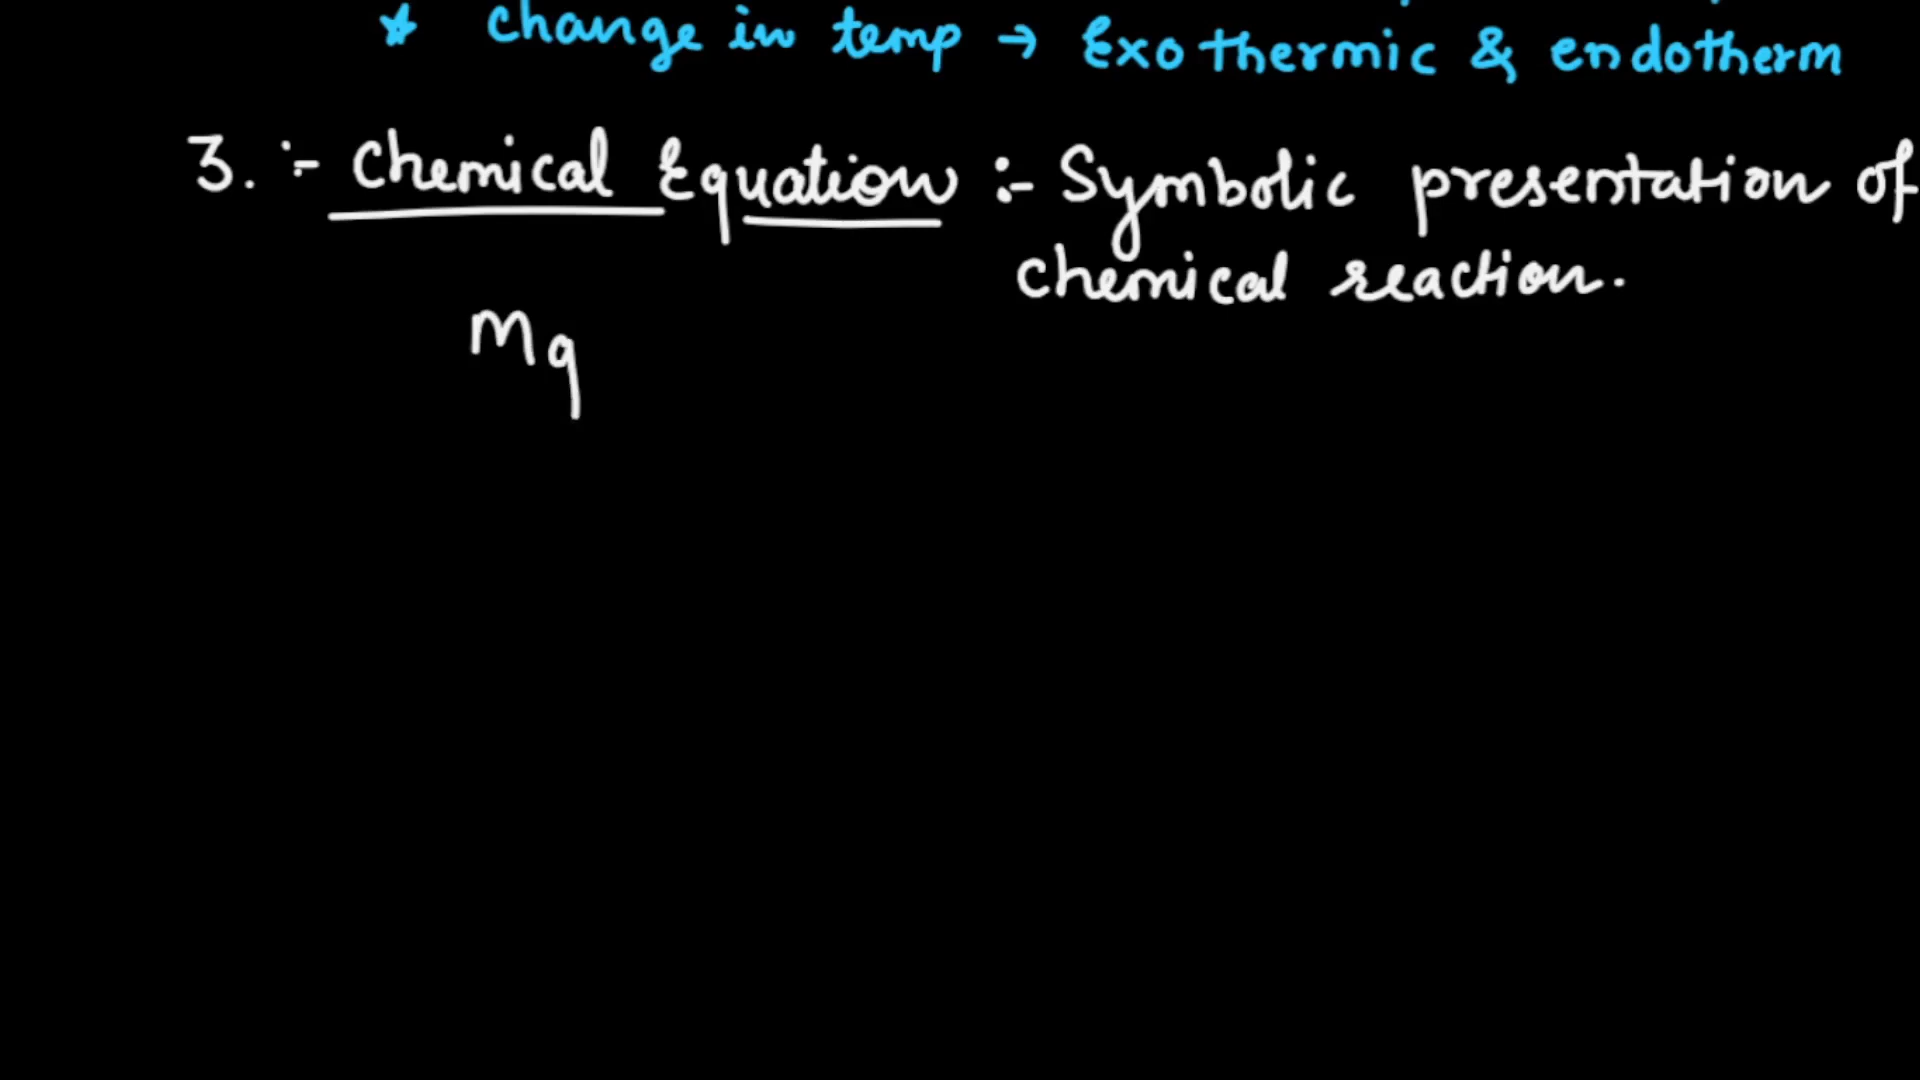 * change in temp → Exothermic & endotherm
3. :- Chemical Equation :- Symbolic presentation of
chemical reaction.
Mg